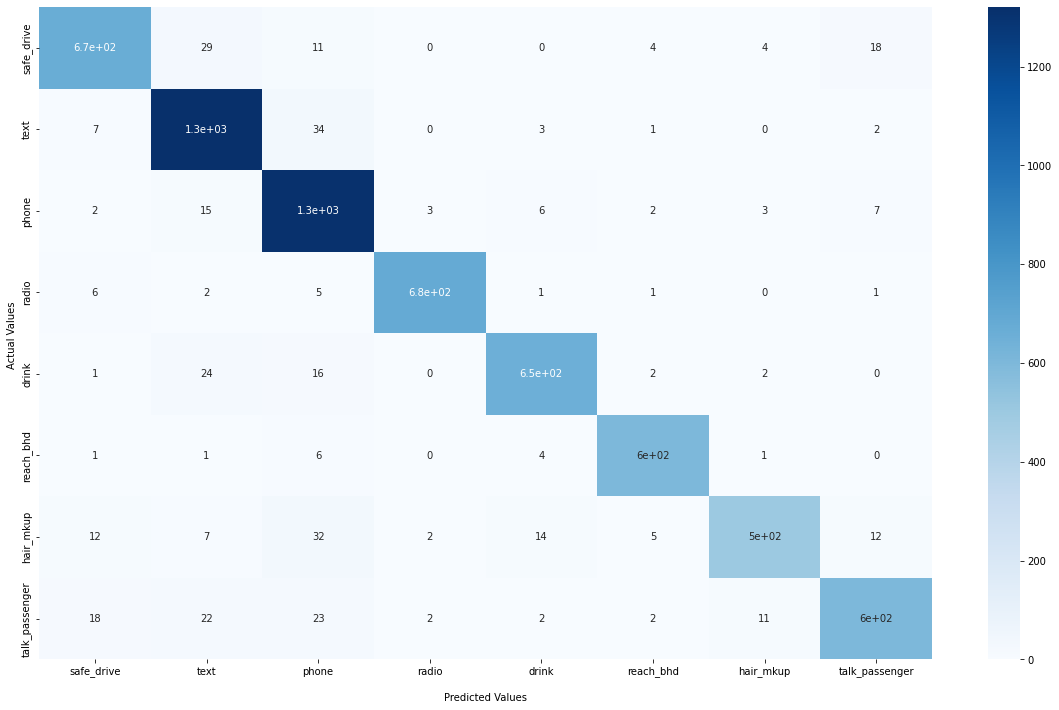 safe_drive 6.7e+02 29 11 0 0 4 4 18
text 7 1.3e+03 34 0 3 1 0 2
phone 2 15 1.3e+03 3 6 2 3 7
radio 6 2 5 6.8e+02 1 1 0 1
drink 1 24 16 0 6.5e+02 2 2 0
reach_bhd 1 1 6 0 4 6e+02 1 0
hair_mkup 12 7 32 2 14 5 5e+02 12
talk_passenger 18 22 23 2 2 2 11 6e+02
Actual Values
safe_drive text phone radio drink reach_bhd hair_mkup talk_passenger
Predicted Values
1200
1000
800
600
400
200
0